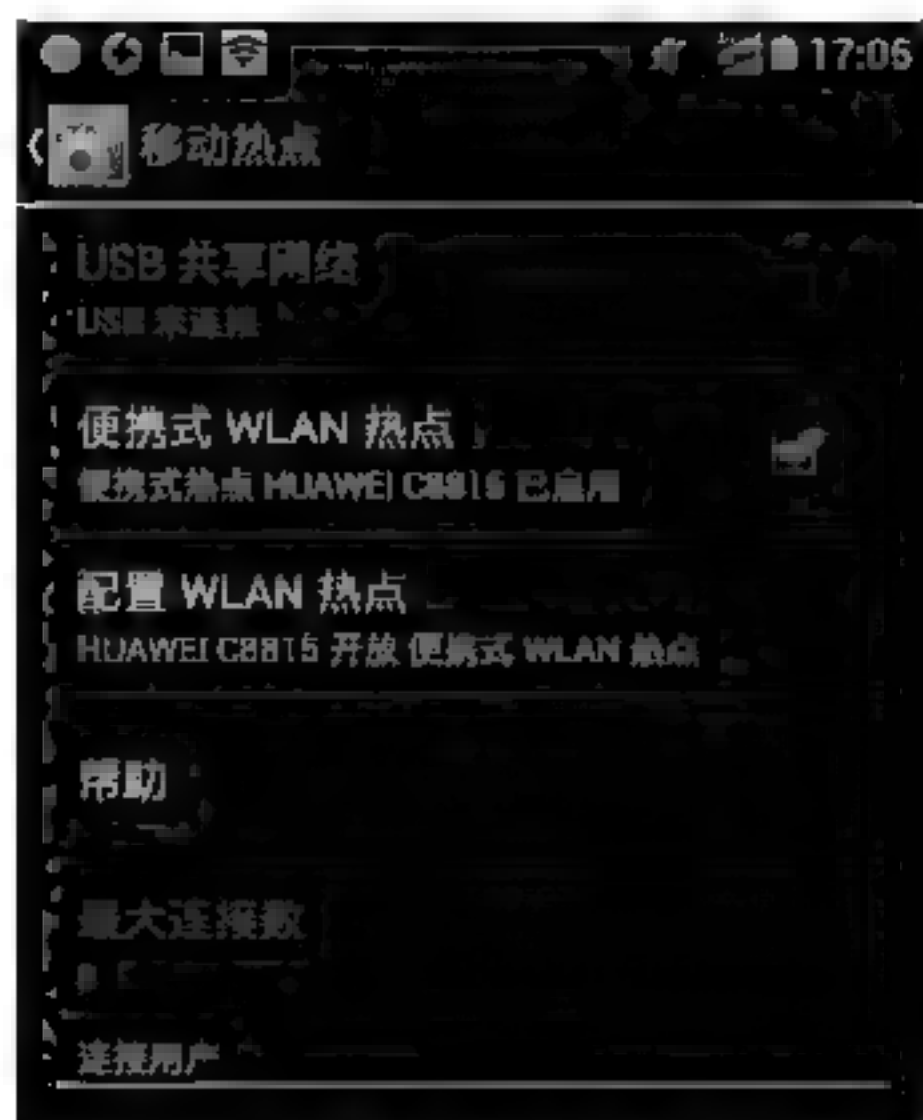 17:06
移动热点
USB 共享网络
USB 未连接
便携式 WLAN 热点
便携式热点 HUAWEI C8815 已启用
配置 WLAN 热点
HUAWEI C8815 开放 便携式 WLAN 热点
帮助
最大连接数
连接用户